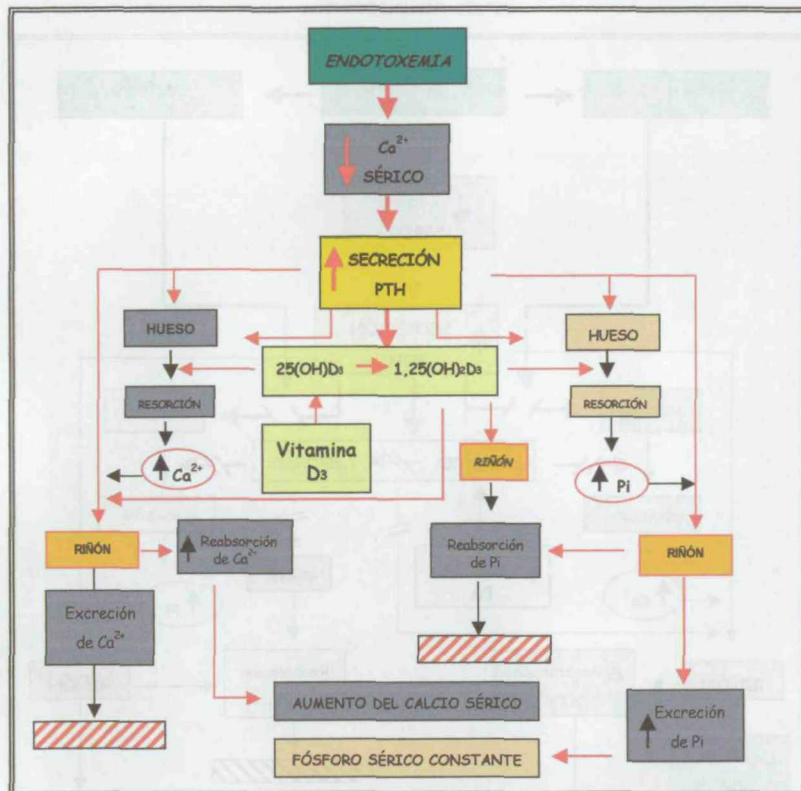 ENDOTOXEMIA
Ca²⁺
SÉRICO
SECRECIÓN
PTH
HUESO
HUESO
25(OH)D₃ 1,25(OH)₂D₃
RESORCIÓN
RESORCIÓN
Vitamina
D₃
RIÑÓN
Ca²⁺
Pi
RIÑÓN
Reabsorción
de Ca²⁺
Reabsorción
de Pi
RIÑÓN
Excreción
de Ca²⁺
AUMENTO DEL CALCIO SÉRICO
Excreción
de Pi
FÓSFORO SÉRICO CONSTANTE